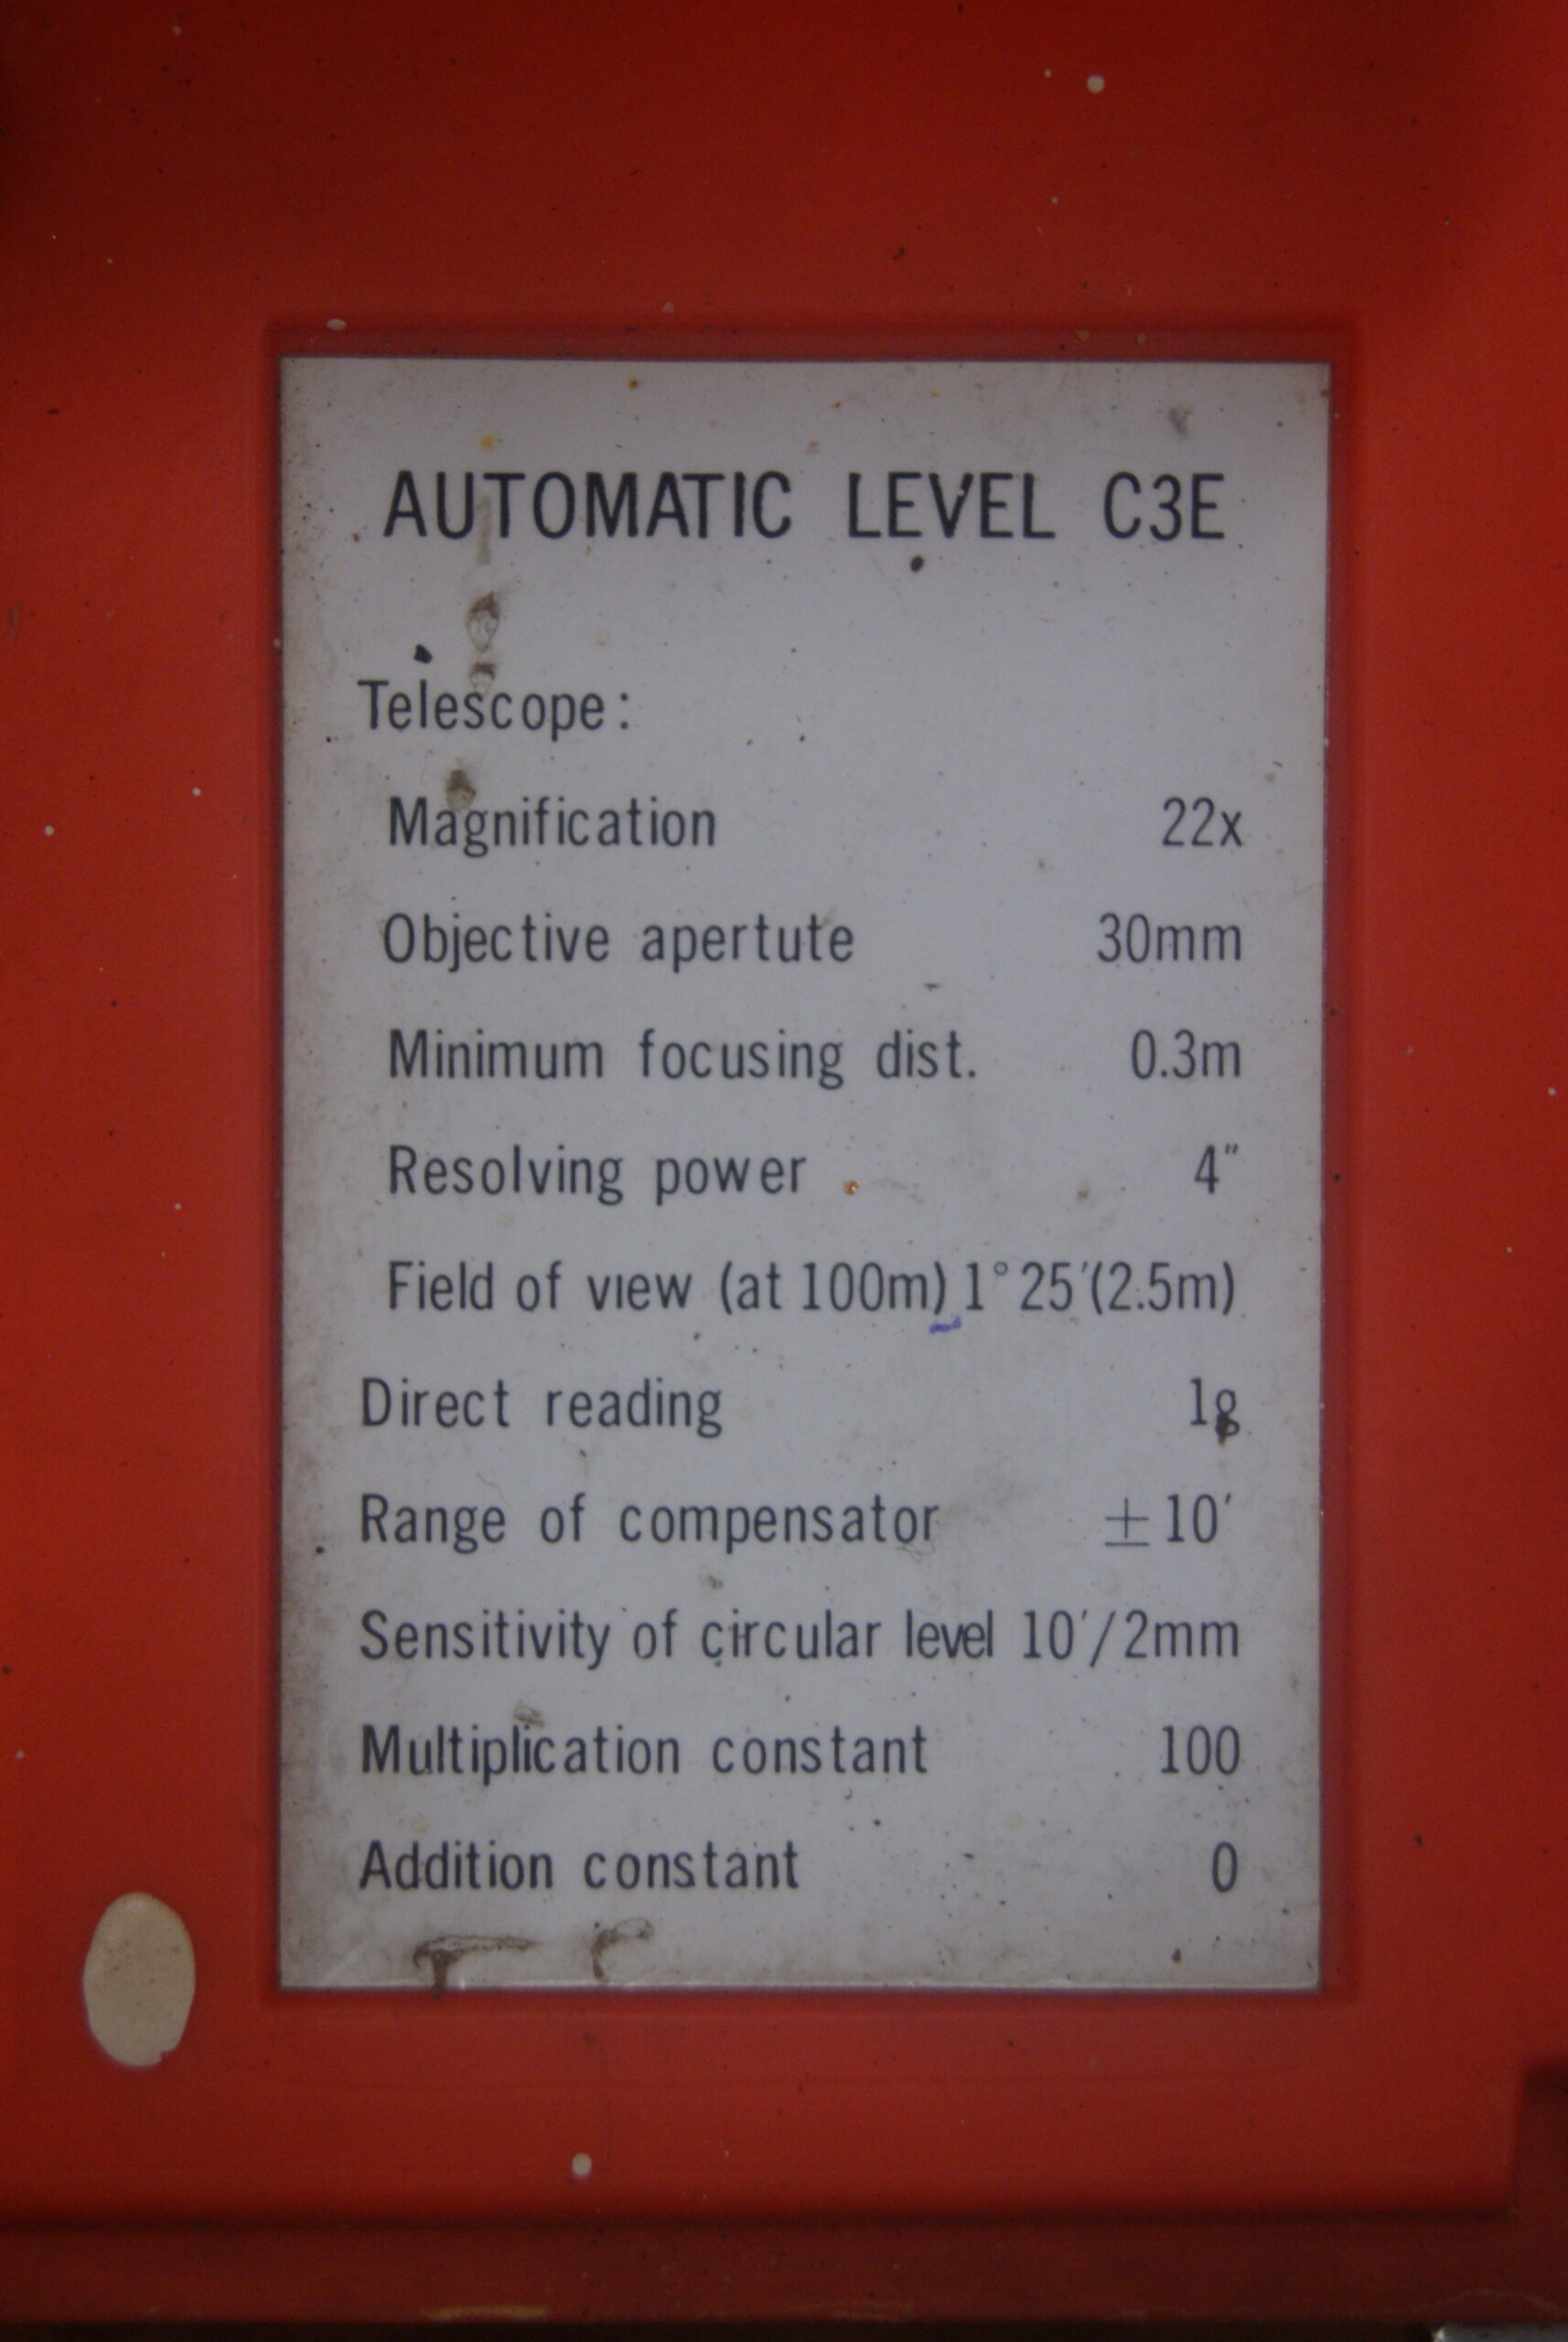 AUTOMATIC LEVEL C3E
Telescope:
Magnification 22x
Objective apertute 30mm
Minimum focusing dist. 0.3m
Resolving power 4″
Field of view (at 100m) 1°25′(2.5m)
Direct reading 1g
Range of compensator ±10′
Sensitivity of circular level 10′/2mm
Multiplication constant 100
Addition constant 0